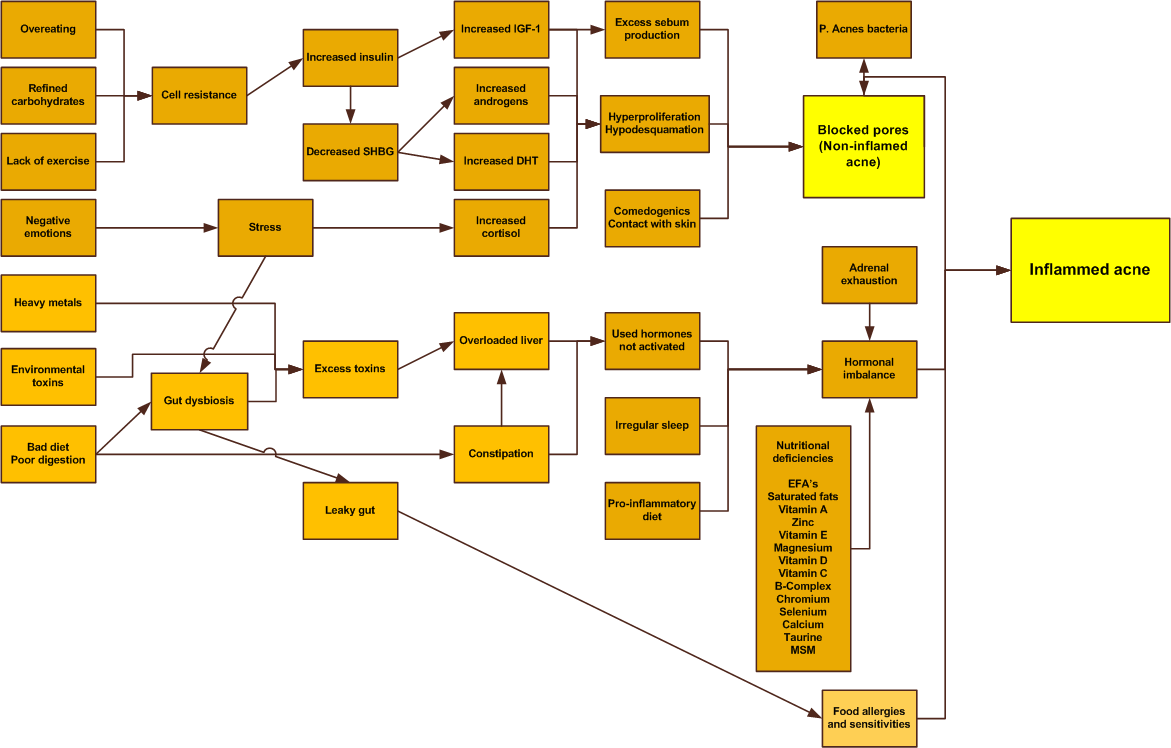 Overeating
Refined
carbohydrates
Lack of exercise
Negative
emotions
Heavy metals
Environmental
toxins
Bad diet
Poor digestion
Cell resistance
Stress
Gut dysbiosis
Increased insulin
Decreased SHBG
Excess toxins
Leaky gut
Increased IGF-1
Increased
androgens
Increased DHT
Increased
cortisol
Overloaded liver
Constipation
Excess sebum
production
Hyperproliferation
Hypodesquamation
Comedogenics
Contact with skin
Used hormones
not activated
Irregular sleep
Pro-inflammatory
diet
P. Acnes bacteria
Blocked pores
(Non-inflamed
acne)
Adrenal
exhaustion
Hormonal
imbalance
Nutritional
deficiencies
EFA's
Saturated fats
Vitamin A
Zinc
Vitamin E
Magnesium
Vitamin D
Vitamin C
B-Complex
Chromium
Selenium
Calcium
Taurine
MSM
Food allergies
and sensitivities
Inflammed acne